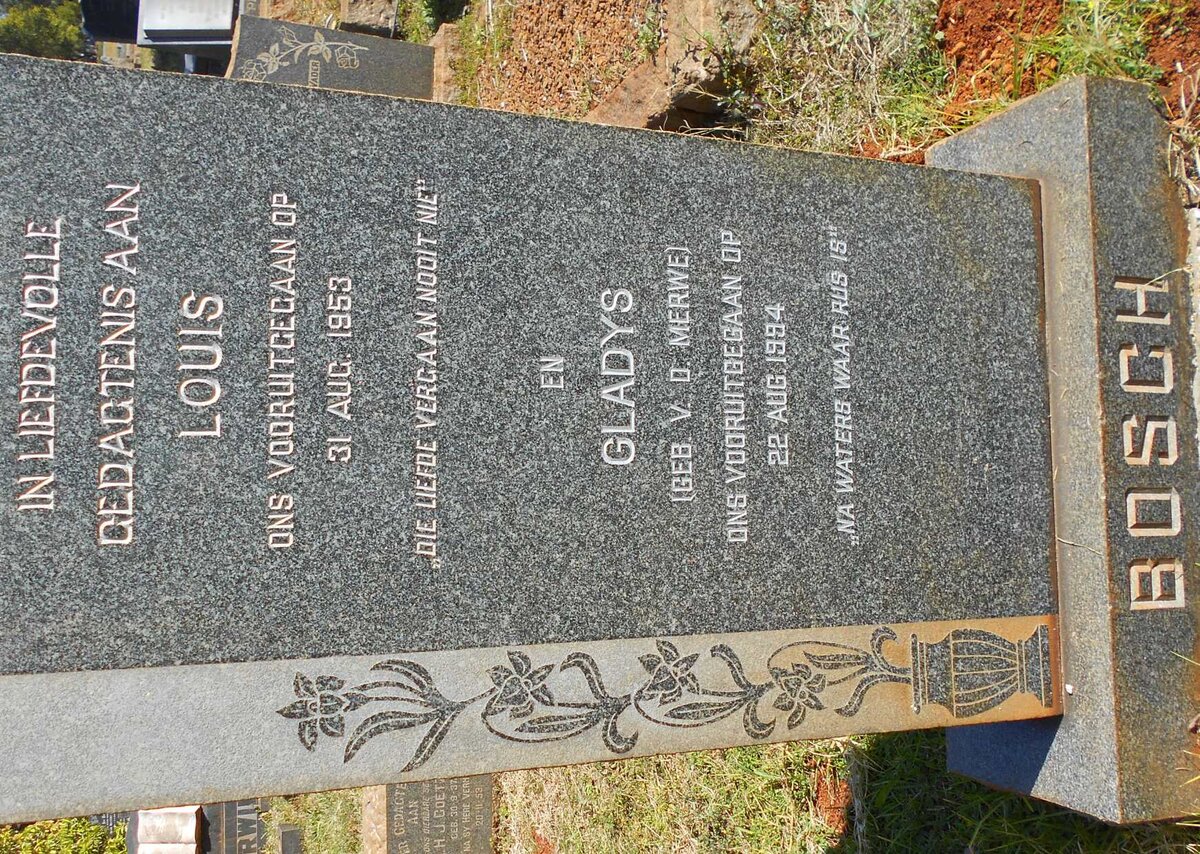 IN LIEFDEVOLLE
GEDAGTENIS AAN
LOUIS
ONS VOORUITGEGAAN OP
31 AUG. 1953
„DIE LIEFDE VERGAAN NOOIT NIE"
EN
GLADYS
(GEB V. D. MERWE)
ONS VOORUITGEGAAN OP
22 AUG. 1994
„NA WATERS WAAR RUS IS"
BOSCH